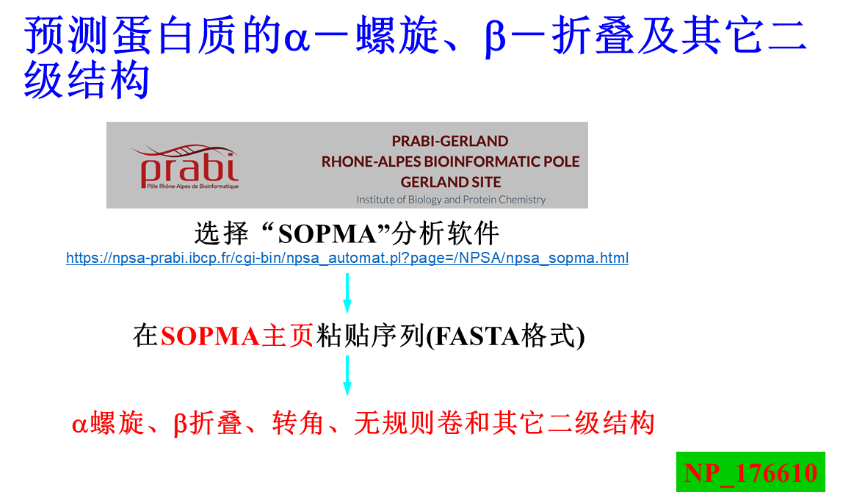 预测蛋白质的α－螺旋、β－折叠及其它二
级结构
prabi
Pôle Rhône-Alpes de Bioinformatique
PRABI-GERLAND
RHONE-ALPES BIOINFORMATIC POLE
GERLAND SITE
Institute of Biology and Protein Chemistry
选择“SOPMA”分析软件
https://npsa-prabi.ibcp.fr/cgi-bin/npsa_automat.pl?page=/NPSA/npsa_sopma.html
在SOPMA主页粘贴序列(FASTA格式)
α螺旋、β折叠、转角、无规则卷和其它二级结构
NP_176610